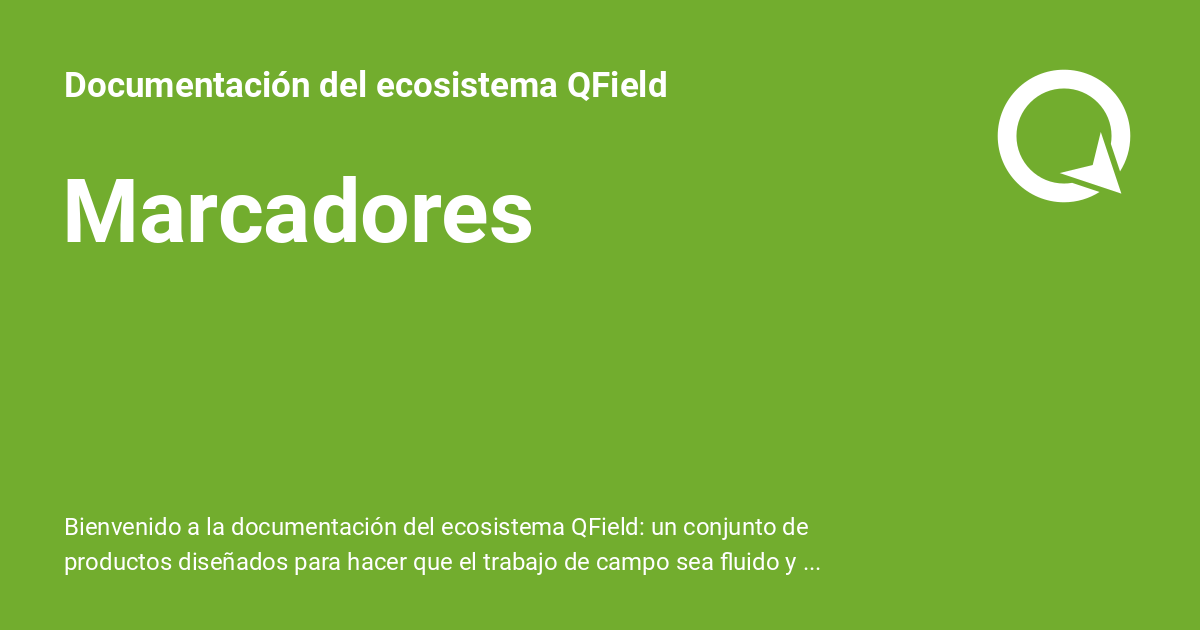 Documentación del ecosistema QField
Marcadores
Bienvenido a la documentación del ecosistema QField: un conjunto de
productos diseñados para hacer que el trabajo de campo sea fluido y ...